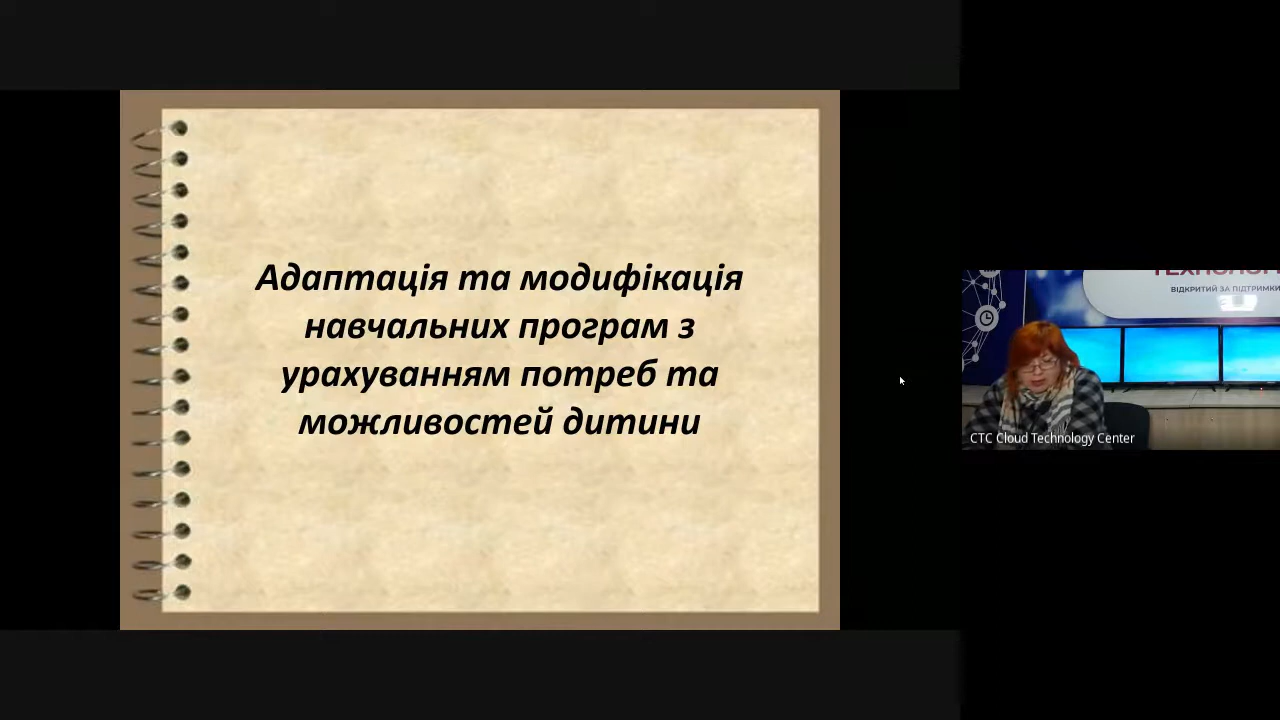 Адаптація та модифікація
навчальних програм з
урахуванням потреб та
можливостей дитини
ВІДКРИТИЙ ЗА ПІДТРИМКИ
CTC Cloud Technology Center